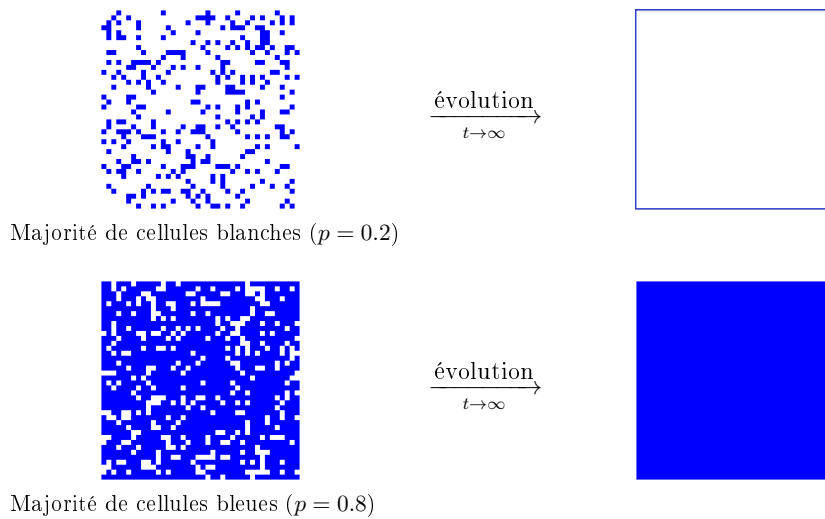 évolution
t→∞
Majorité de cellules blanches (p = 0.2)
évolution
t→∞
Majorité de cellules bleues (p = 0.8)